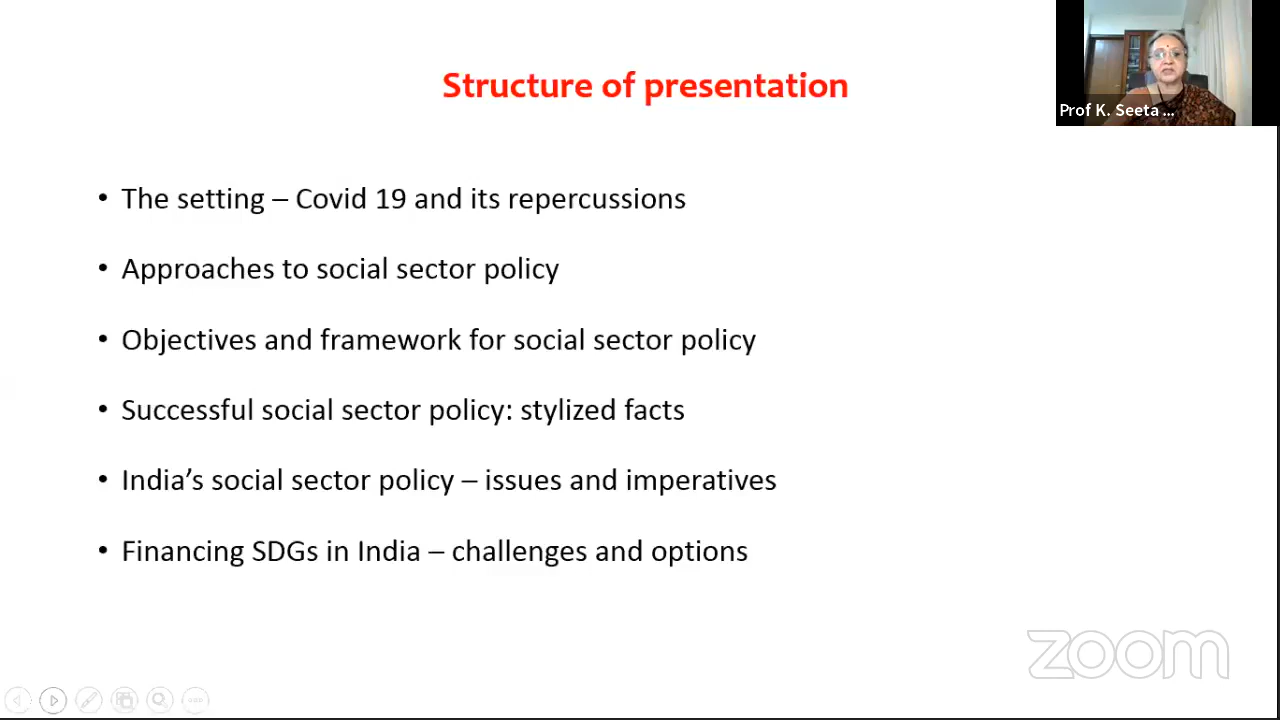 Structure of presentation
Prof K. Seeta ...
• The setting – Covid 19 and its repercussions
• Approaches to social sector policy
• Objectives and framework for social sector policy
• Successful social sector policy: stylized facts
• India’s social sector policy – issues and imperatives
• Financing SDGs in India – challenges and options
zoom